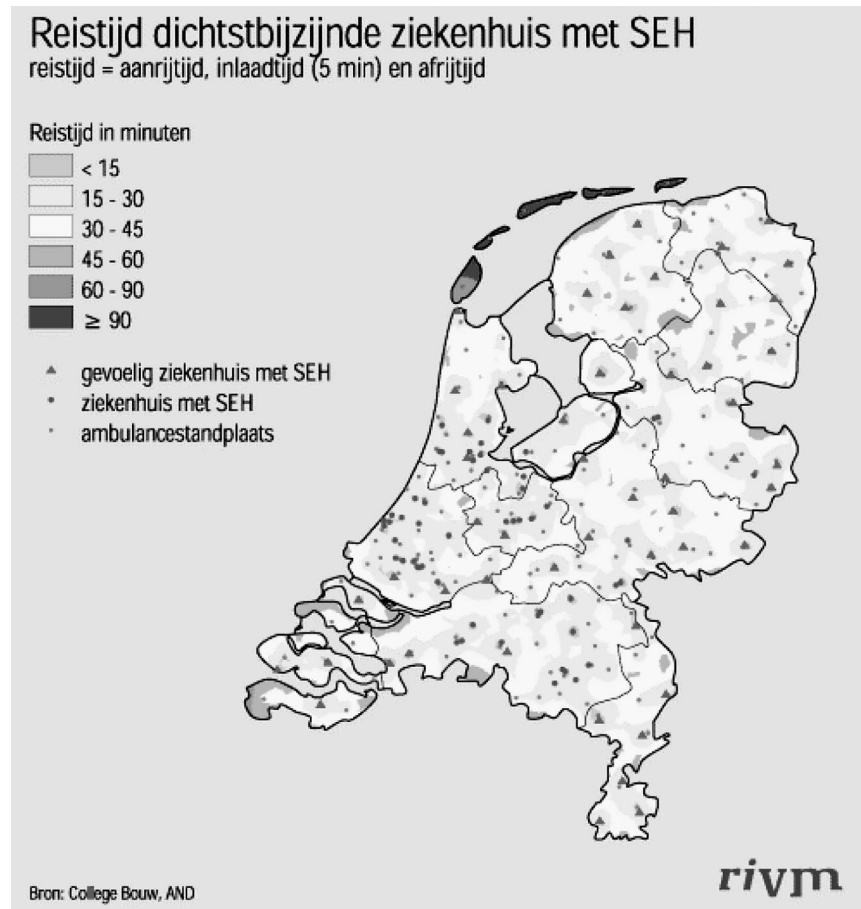 Reistijd dichtstbijzijnde ziekenhuis met SEH
reistijd = aanrijtijd, inlaadtijd (5 min) en afrijtijd
Reistijd in minuten
< 15
15 - 30
30 - 45
45 - 60
60 - 90
≥ 90
gevoelig ziekenhuis met SEH
ziekenhuis met SEH
ambulancestandplaats
Bron: College Bouw, AND
rivm